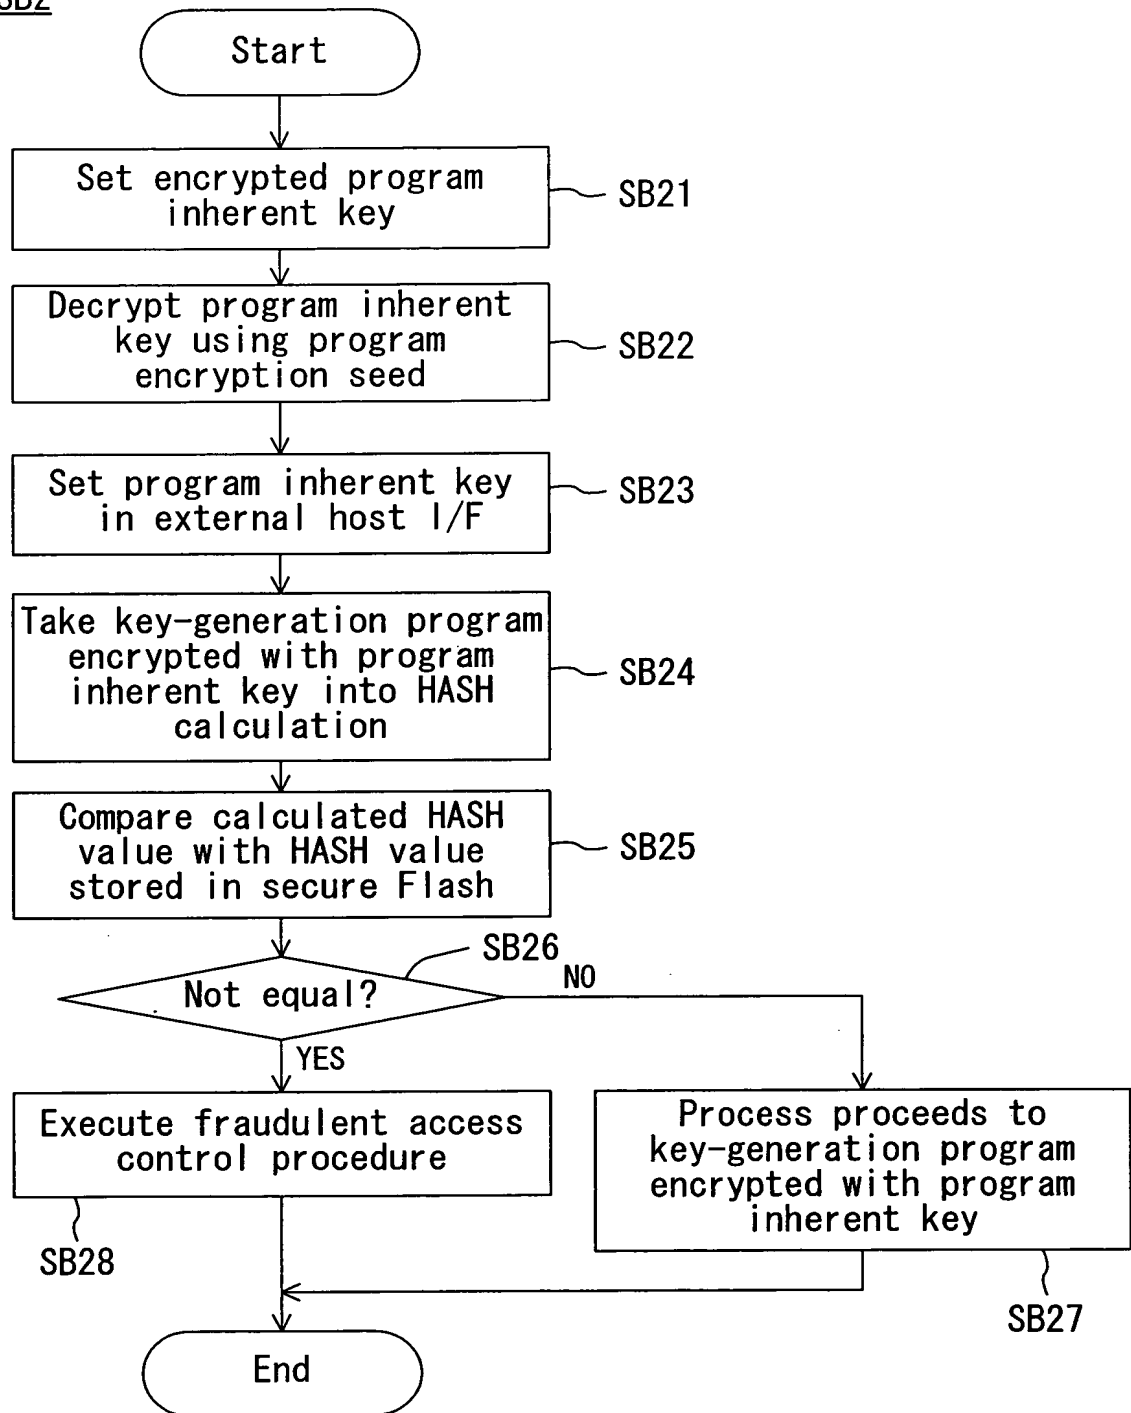 SB2
Start
Set encrypted program
inherent key
SB21
Decrypt program inherent
key using program
encryption seed
SB22
Set program inherent key
in external host I/F
SB23
Take key-generation program
encrypted with program
inherent key into HASH
calculation
SB24
Compare calculated HASH
value with HASH value
stored in secure Flash
SB25
SB26
Not equal?
NO
YES
Execute fraudulent access
control procedure
SB28
Process proceeds to
key-generation program
encrypted with program
inherent key
SB27
End